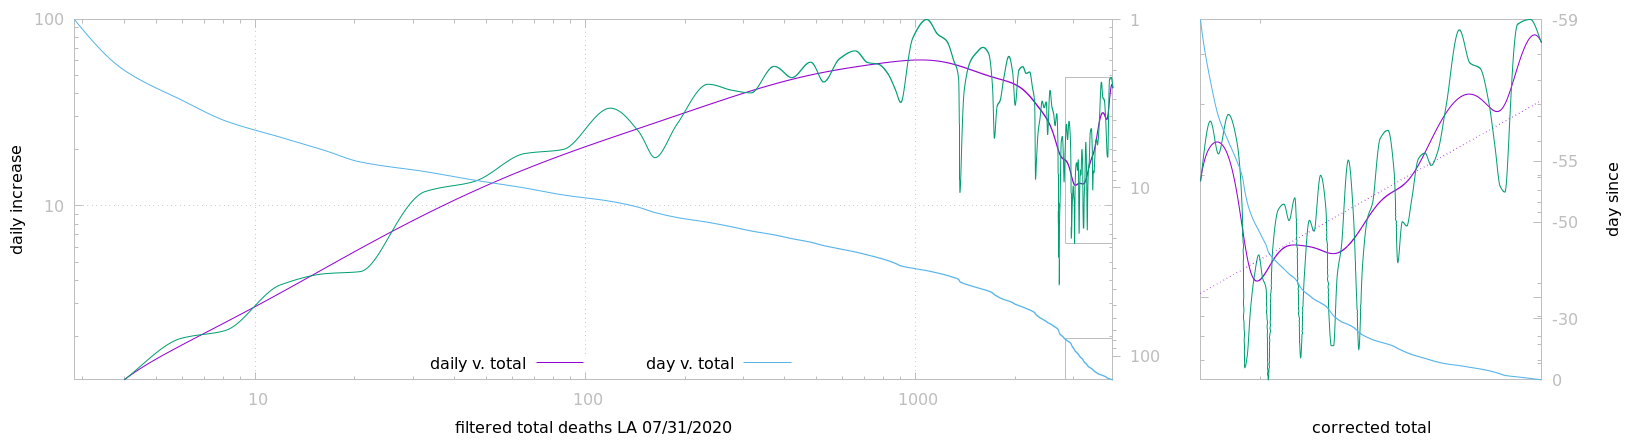 100
10
daily increase
1
10
100
daily v. total
day v. total
10
100
1000
filtered total deaths LA 07/31/2020
-59
-55
-50
-30
0
day since
corrected total